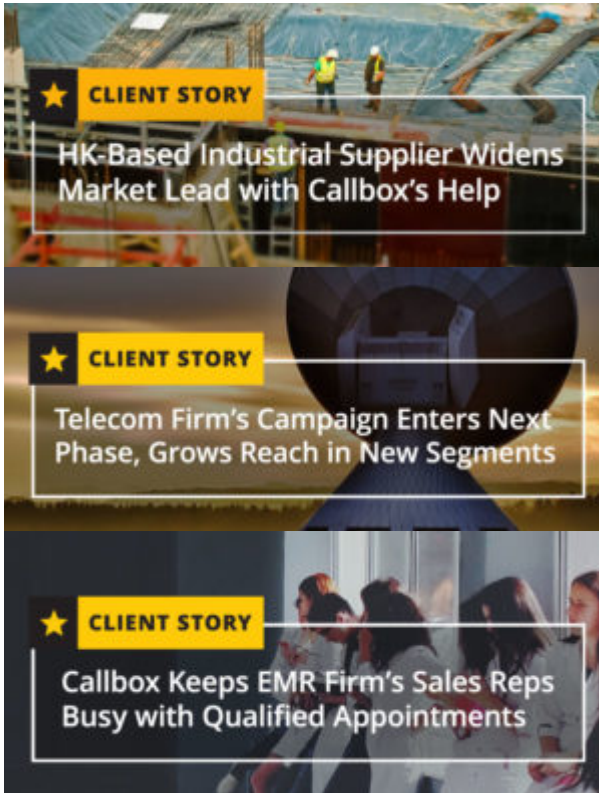 CLIENT STORY
HK-Based Industrial Supplier Widens
Market Lead with Callbox's Help
CLIENT STORY
Telecom Firm's Campaign Enters Next
Phase, Grows Reach in New Segments
CLIENT STORY
Callbox Keeps EMR Firm's Sales Reps
Busy with Qualified Appointments